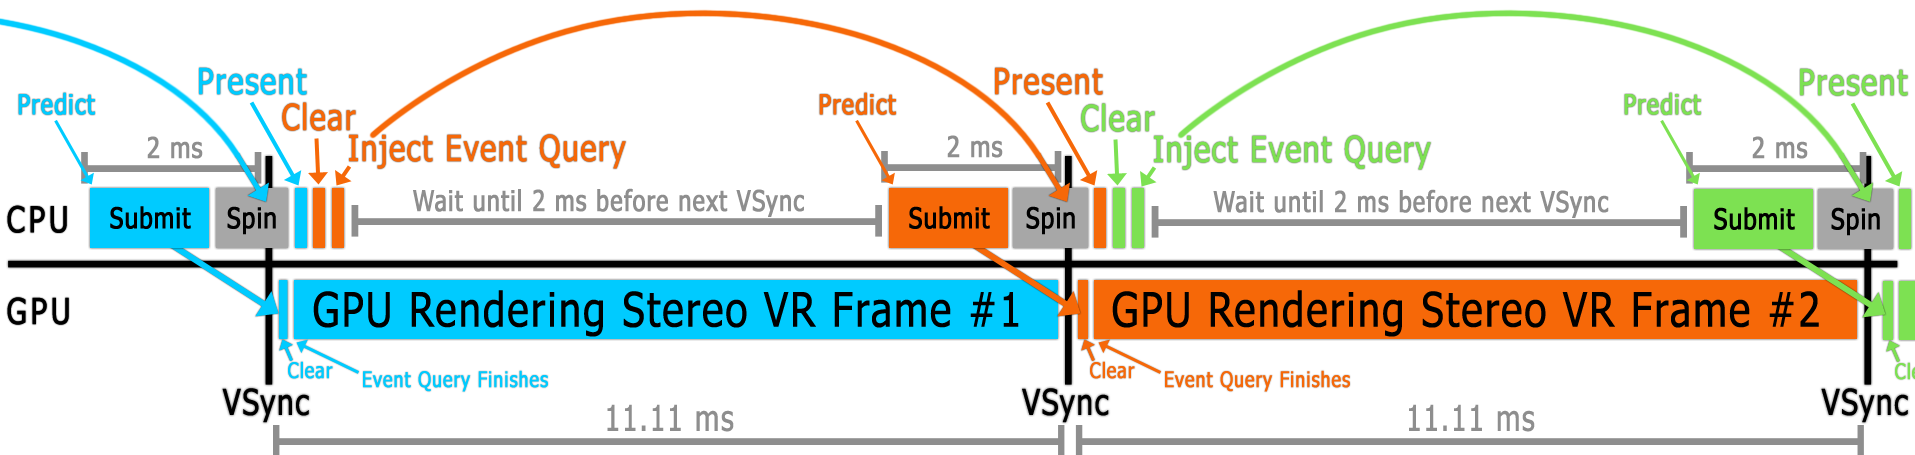 Present
Present
Present
Predict
Clear
Predict
Clear
Predict
2 ms
Inject Event Query
2 ms
Inject Event Query
2 ms
CPU
Submit
Spin
Wait until 2 ms before next VSync
Submit
Spin
Wait until 2 ms before next VSync
Submit
Spin
GPU
GPU Rendering Stereo VR Frame #1
GPU Rendering Stereo VR Frame #2
Clear
Event Query Finishes
Clear
Event Query Finishes
Cle
VSync
11.11 ms
VSync
11.11 ms
VSync